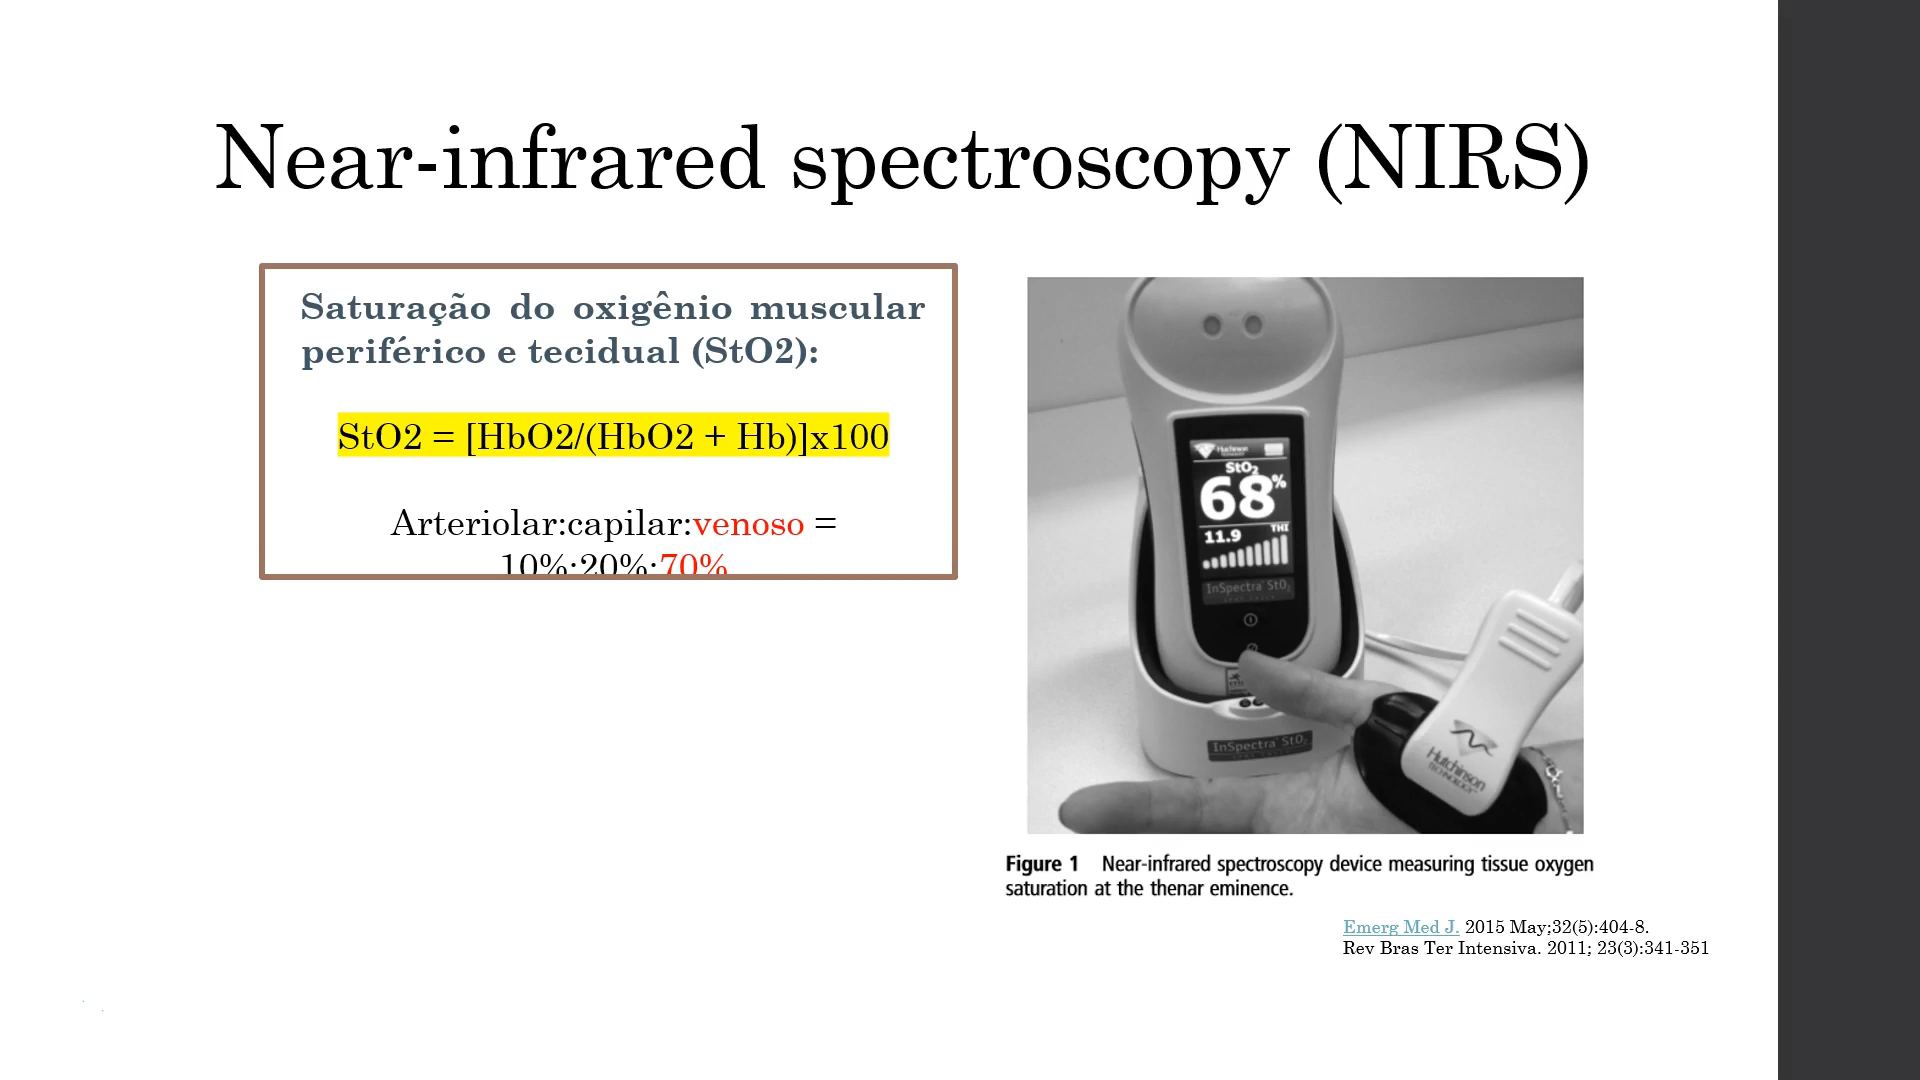 Near-infrared spectroscopy (NIRS)
Saturação do oxigênio muscular
periférico e tecidual (StO2):
StO2 = [HbO2/(HbO2 + Hb)]x100
Arteriolar:capilar:venoso =
10%:20%:70%
Hutchinson
TECHNOLOGY
StO2
68%
THI
11.9
InSpectra StO2
InSpectra StO2
Hutchinson
TECHNOLOGY
Figure 1 Near-infrared spectroscopy device measuring tissue oxygen
saturation at the thenar eminence.
Emerg Med J. 2015 May;32(5):404-8.
Rev Bras Ter Intensiva. 2011; 23(3):341-351